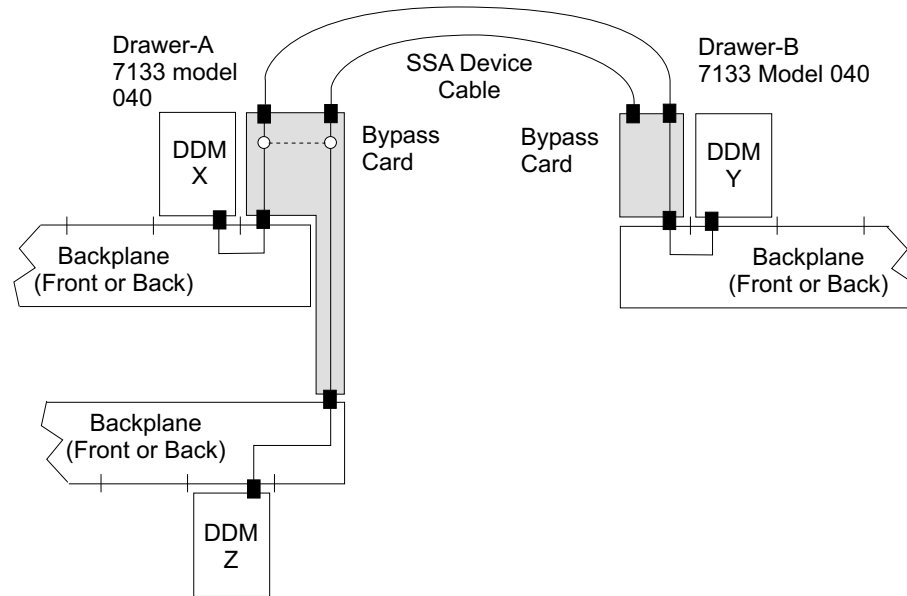 Drawer-A
7133 model
040
SSA Device
Cable
Drawer-B
7133 Model 040
DDM
X
Bypass
Card
Bypass
Card
DDM
Y
Backplane
(Front or Back)
Backplane
(Front or Back)
Backplane
(Front or Back)
DDM
Z